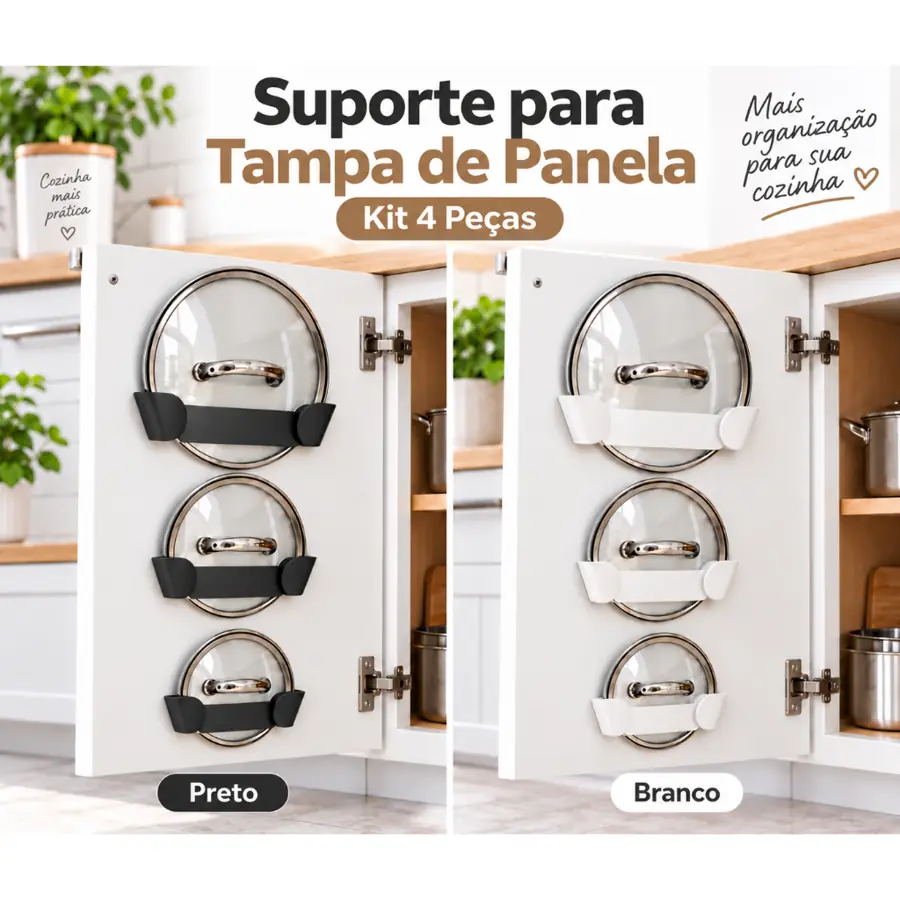 Suporte para
Tampa de Panela
Kit 4 Peças
Mais
organização
para sua
cozinha
Cozinha
mais
prática
Preto
Branco